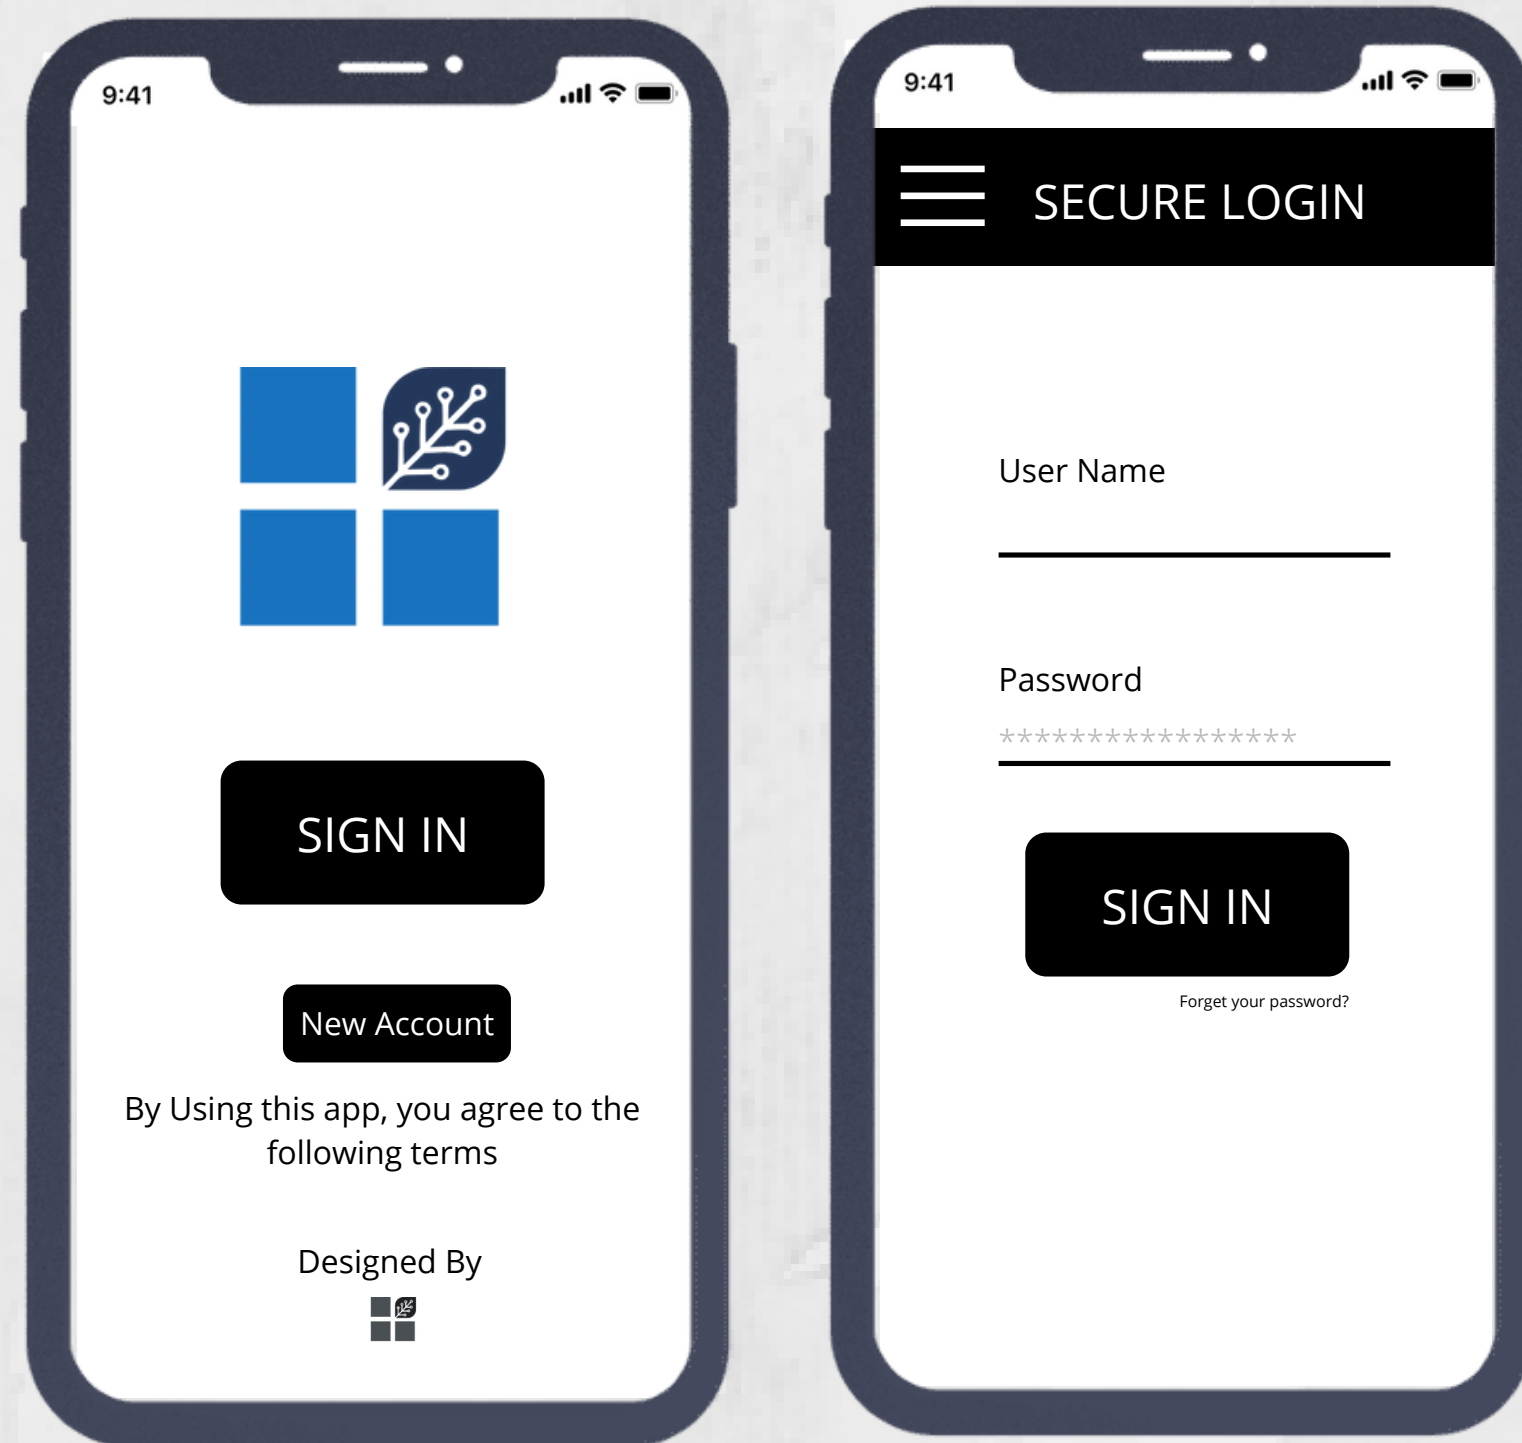 9:41
SIGN IN
New Account
By Using this app, you agree to the
following terms
Designed By
9:41
SECURE LOGIN
User Name
Password
*****************
SIGN IN
Forget your password?